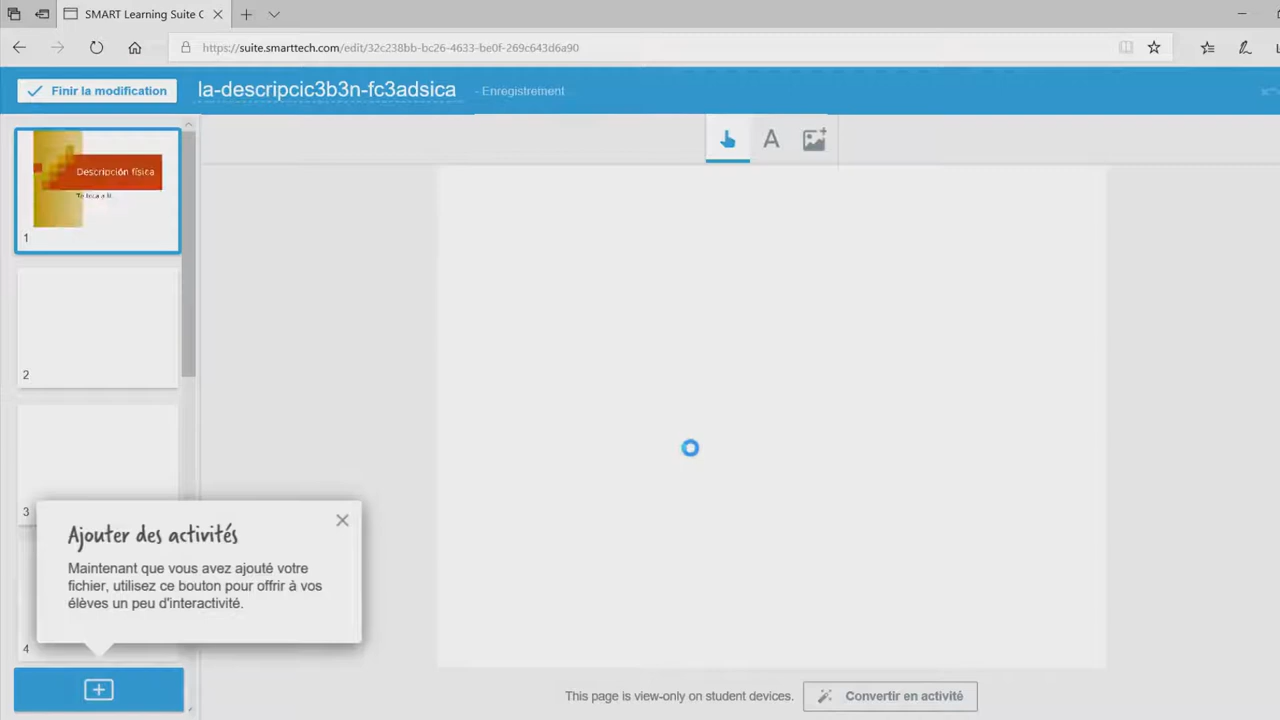 SMART Learning Suite C
https://suite.smarttech.com/edit/32c238bb-bc26-4633-be0f-269c643d6a90
Finir la modification
la-descripcic3b3n-fc3adsica
- Enregistrement
A
Descripción física
1
2
3
4
Ajouter des activités
Maintenant que vous avez ajouté votre
fichier, utilisez ce bouton pour offrir à vos
élèves un peu d'interactivité.
This page is view-only on student devices.
Convertir en activité